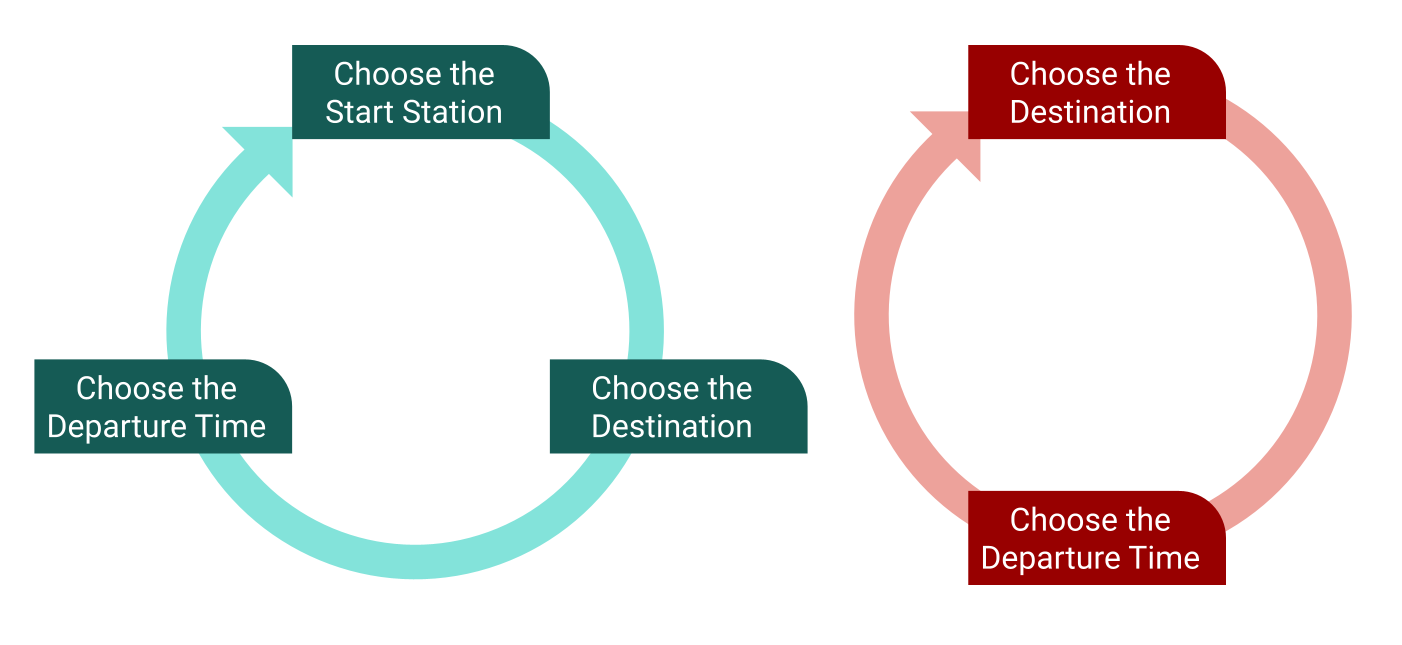 Choose the
Start Station
Choose the
Destination
Choose the
Departure Time
Choose the
Destination
Choose the
Departure Time